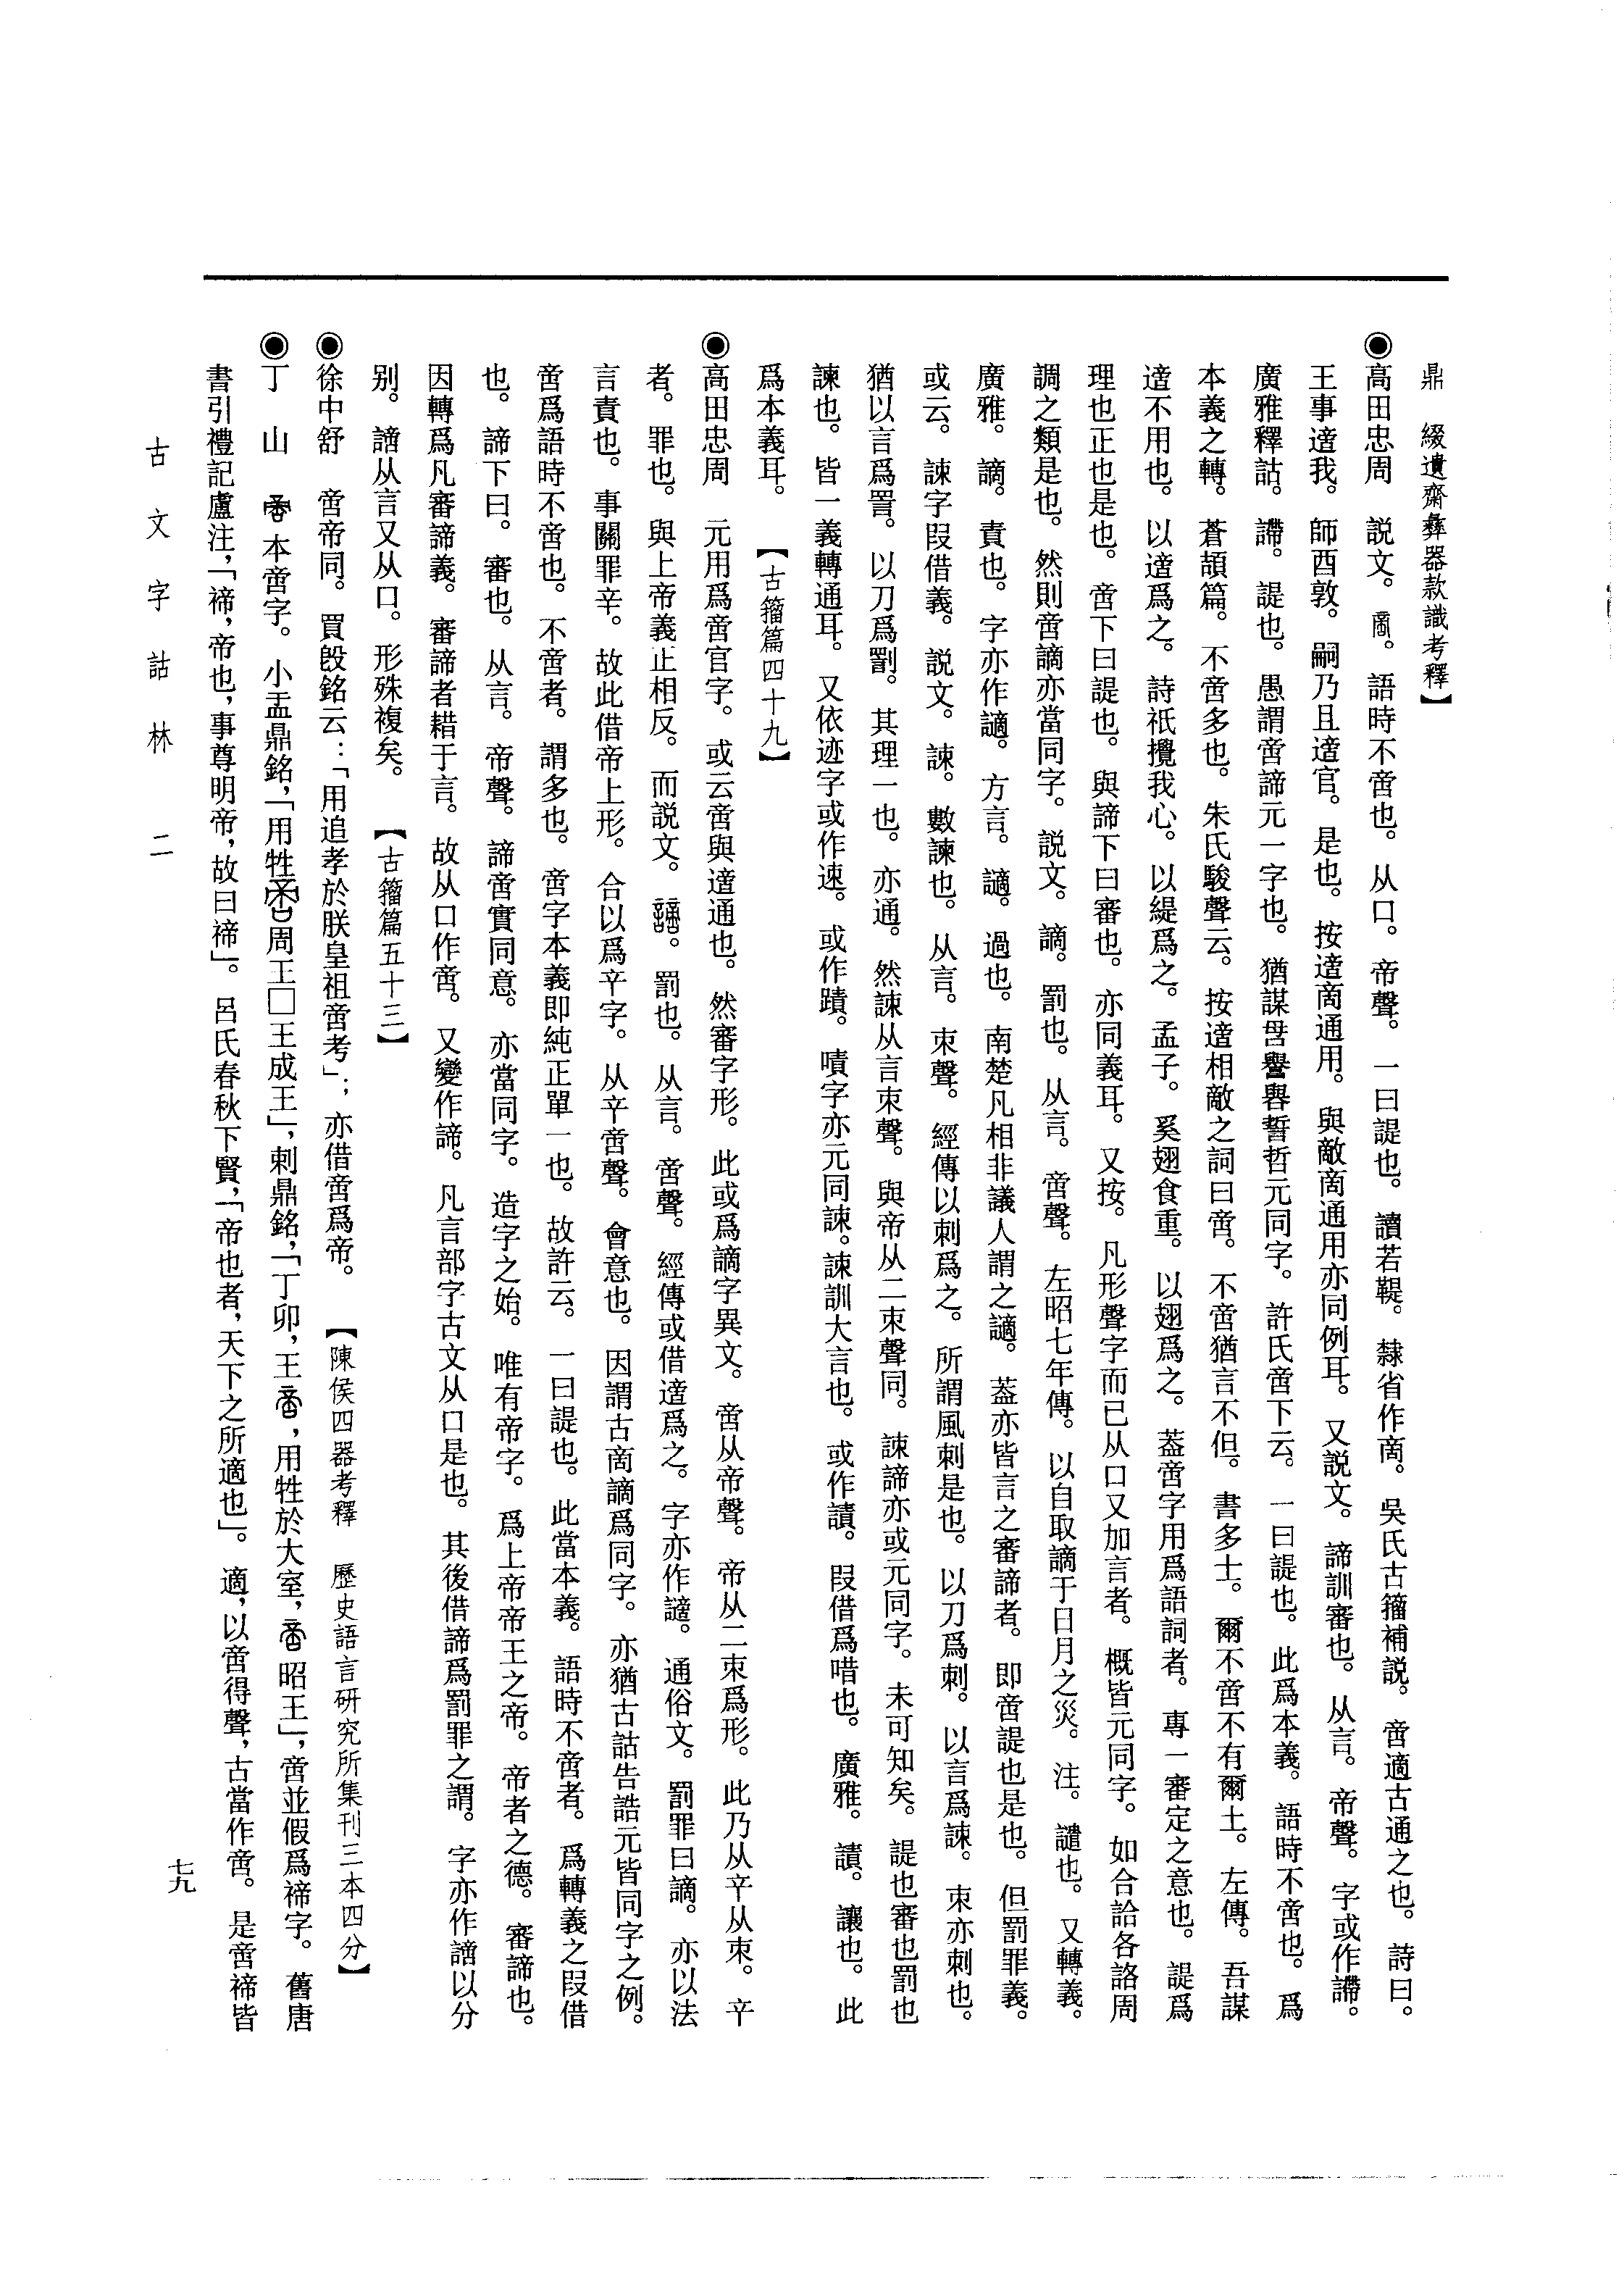 鼎　綴遺齋彝器款識考釋】
◉高田忠周　説文。啇。語時不啻也。从口。帝聲。一曰諟也。讀若鞮。隸省作啇。吳氏古籀補説。啻適古通之也。詩曰。
王事適我。師酉敦。嗣乃且適官。是也。按適啇通用。與敵啇通用亦同例耳。又説文。諦訓審也。从言。帝聲。字或作𧫚。
廣雅釋詁。𧫚。諟也。愚謂啻諦元一字也。猶謀譽𧥺誓哲元同字。許氏啻下云。一曰諟也。此爲本義。語時不啻也。爲
本義之轉。蒼頡篇。不啻多也。朱氏駿聲云。按適相敵之詞曰啻。不啻猶言不但。書多士。爾不啻不有爾土。左傳。吾謀
適不用也。以適爲之。詩祇攪我心。以緹爲之。孟子。奚翅食重。以翅爲之。葢啻字用爲語詞者。專一審定之意也。諟爲
理也正也是也。啻下曰諟也。與諦下曰審也。亦同義耳。又按。凡形聲字而已从口又加言者。概皆元同字。如合詥各詻周
調之類是也。然則啻謫亦當同字。説文。謫。罰也。从言。啻聲。左昭七年傳。以自取謫于日月之災。注。譴也。又轉義。
廣雅。謫。責也。字亦作讁。方言。讁。過也。南楚凡相非議人謂之讁。葢亦皆言之審諦者。即啻諟也是也。但罰罪義。
或云。諫字叚借義。説文。諫。數諫也。从言。朿聲。經傳以刺爲之。所謂風刺是也。以刀爲刺。以言爲諫。朿亦刺也。
猶以言爲詈。以刀爲劅。其理一也。亦通。然諫从言朿聲。與帝从二朿聲同。諫諦亦或元同字。未可知矣。諟也審也罰也
諫也。皆一義轉通耳。又依迹字或作速。或作蹟。嘖字亦元同諫。諫訓大言也。或作讀。叚借爲唶也。廣雅。讀。讓也。此
爲本義耳。　【古籀篇四十九】
◉高田忠周　元用爲啻官字。或云啻與適通也。然審字形。此或爲謫字異文。啻从帝聲。帝从二朿爲形。此乃从䇂从朿。䇂
者。罪也。與上帝義正相反。而説文。謫。罰也。从言。啻聲。經傳或借適爲之。字亦作讁。通俗文。罰罪曰謫。亦以法
言責也。事關罪辛。故此借帝上形。合以爲䇂字。从䇂啻聲。會意也。因謂古啇謫爲同字。亦猶古詁告誥元皆同字之例。
啻爲語時不啻也。不啻者。謂多也。啻字本義即純正單一也。故許云。一曰諟也。此當本義。語時不啻者。爲轉義之叚借
也。諦下曰。審也。从言。帝聲。諦啻實同意。亦當同字。造字之始。唯有帝字。爲上帝帝王之帝。帝者之德。審諦也。
因轉爲凡審諦義。審諦者耤于言。故从口作啻。又變作諦。凡言部字古文从口是也。其後借諦爲罰罪之謂。字亦作謫以分
別。謫从言又从口。形殊複矣。　【古籀篇五十三】
◉徐中舒　啻帝同。買殷銘云：「用追孝於朕皇祖啻考」；亦借啻爲帝。　【陳侯四器考釋　歷史語言研究所集刊三本四分】
◉丁　山　本啻字。小盂鼎銘，「用牲周王□王成王」，剌鼎銘，「丁卯，王，用牲於大室，昭王」，啻並假爲禘字。舊唐
書引禮記盧注，「禘，帝也，事尊明帝，故曰禘」。呂氏春秋下賢，「帝也者，天下之所適也」。適，以啻得聲，古當作啻。是啻禘皆
古文字詁林　二
七九